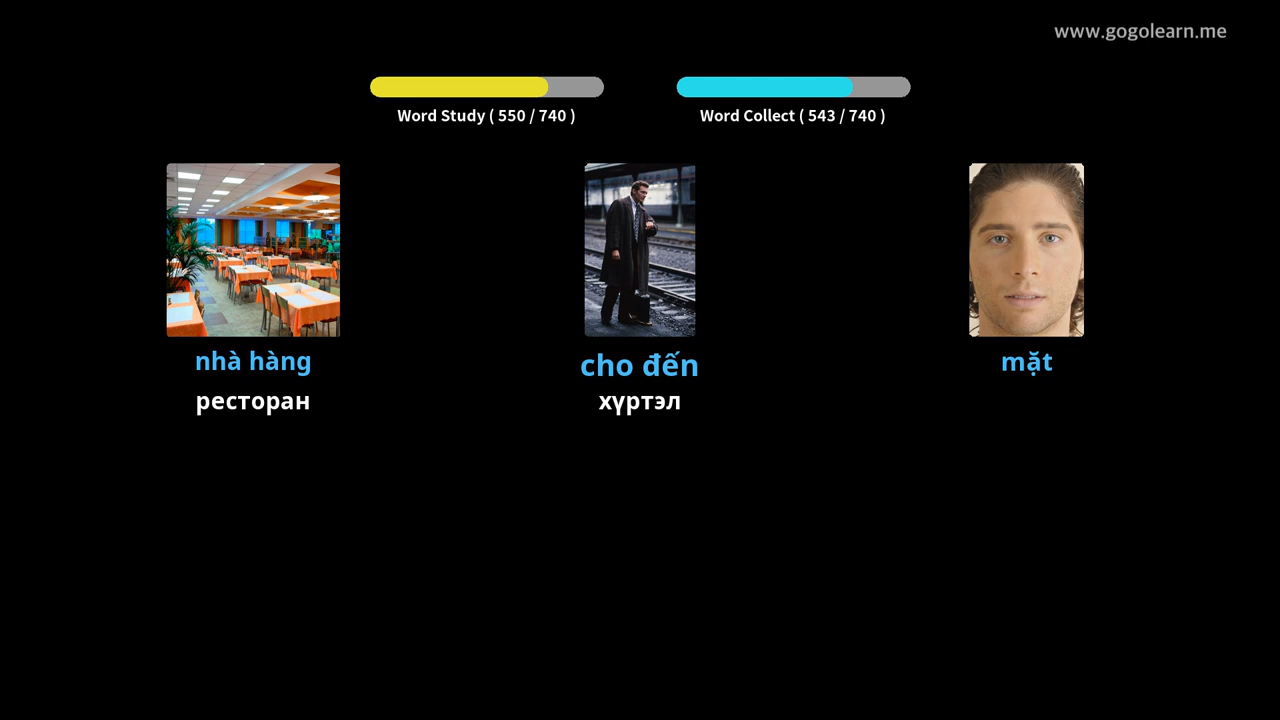 www.gogolearn.me
Word Study ( 550 / 740 )
Word Collect ( 543 / 740 )
nhà hàng
cho đến
mặt
ресторан
хүртэл